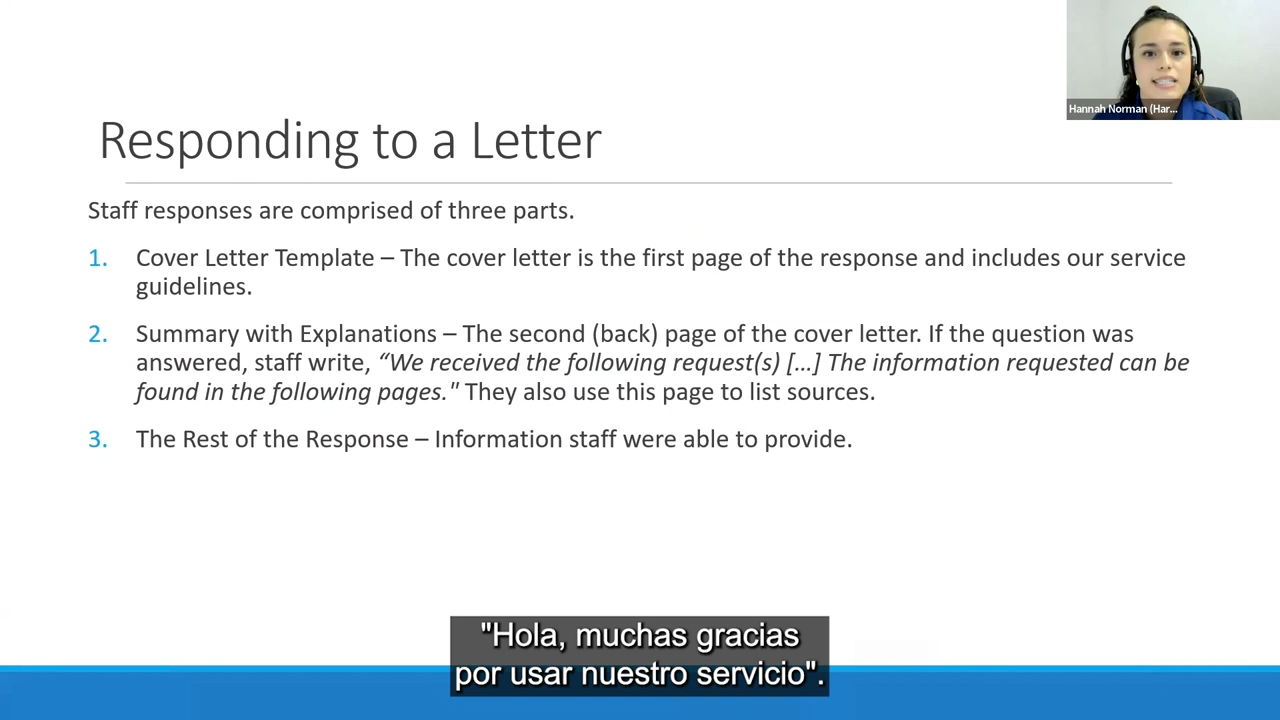 Hannah Norman (Har...
Responding to a Letter
Staff responses are comprised of three parts.
1. Cover Letter Template – The cover letter is the first page of the response and includes our service
guidelines.
2. Summary with Explanations – The second (back) page of the cover letter. If the question was
answered, staff write, “We received the following request(s) […] The information requested can be
found in the following pages." They also use this page to list sources.
3. The Rest of the Response – Information staff were able to provide.
"Hola, muchas gracias
por usar nuestro servicio".